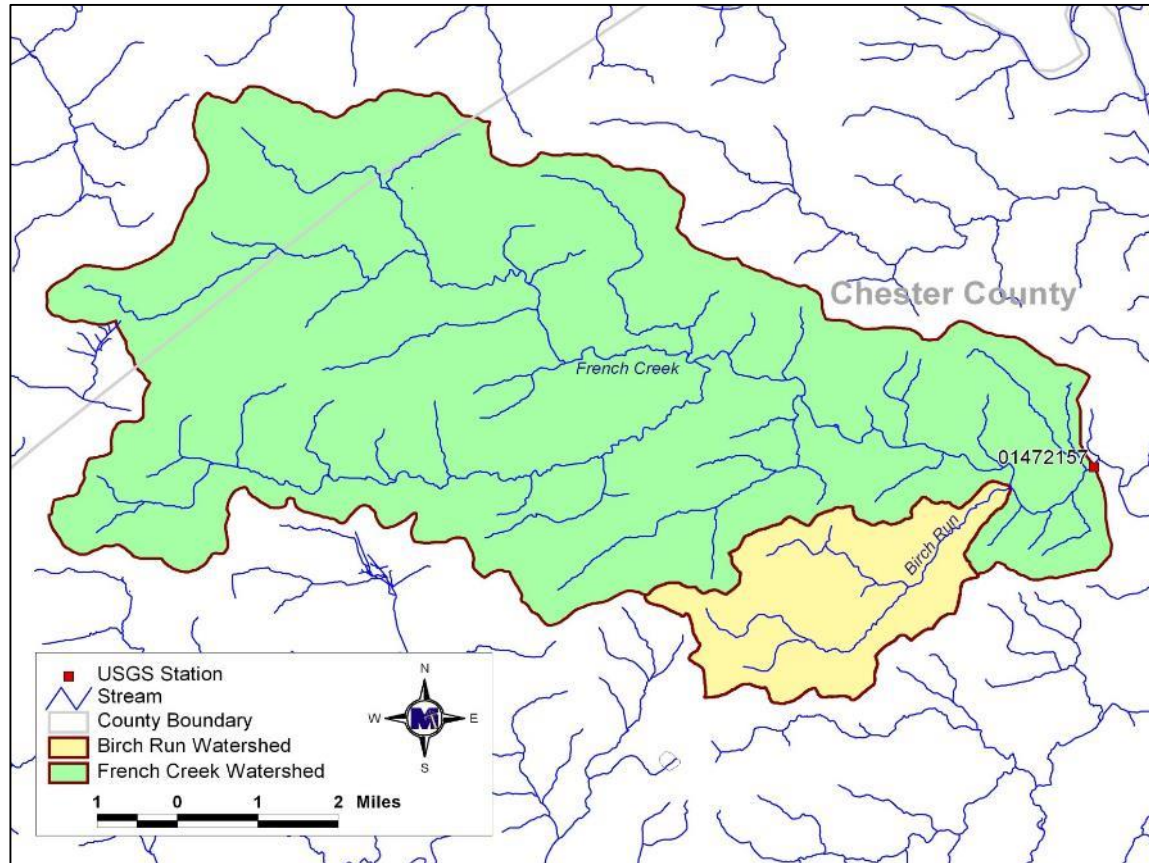 Chester County
French Creek
01472157
Birch Run
USGS Station
Stream
County Boundary
Birch Run Watershed
French Creek Watershed
N
W
M
E
S
1 0 1 2 Miles